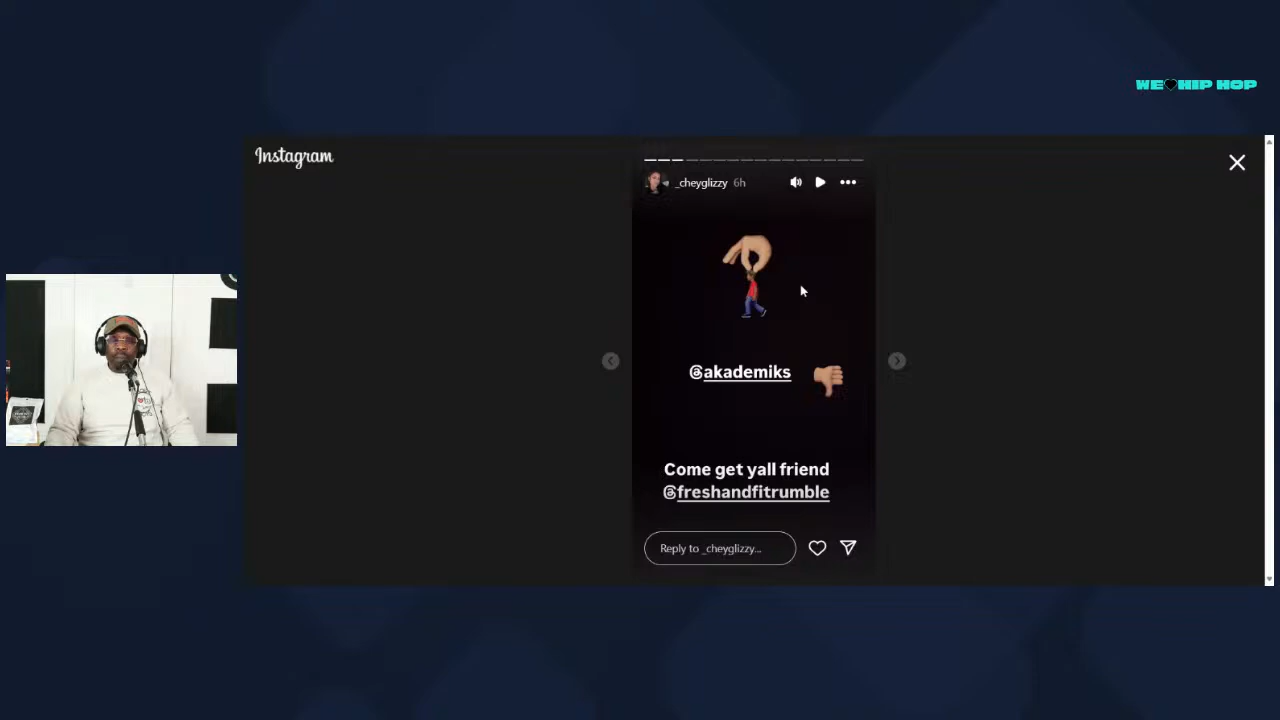 WE🖤HIP HOP
Instagram
_cheyglizzy 6h
@akademiks
Come get yall friend
@freshandfitrumble
Reply to _cheyglizzy...